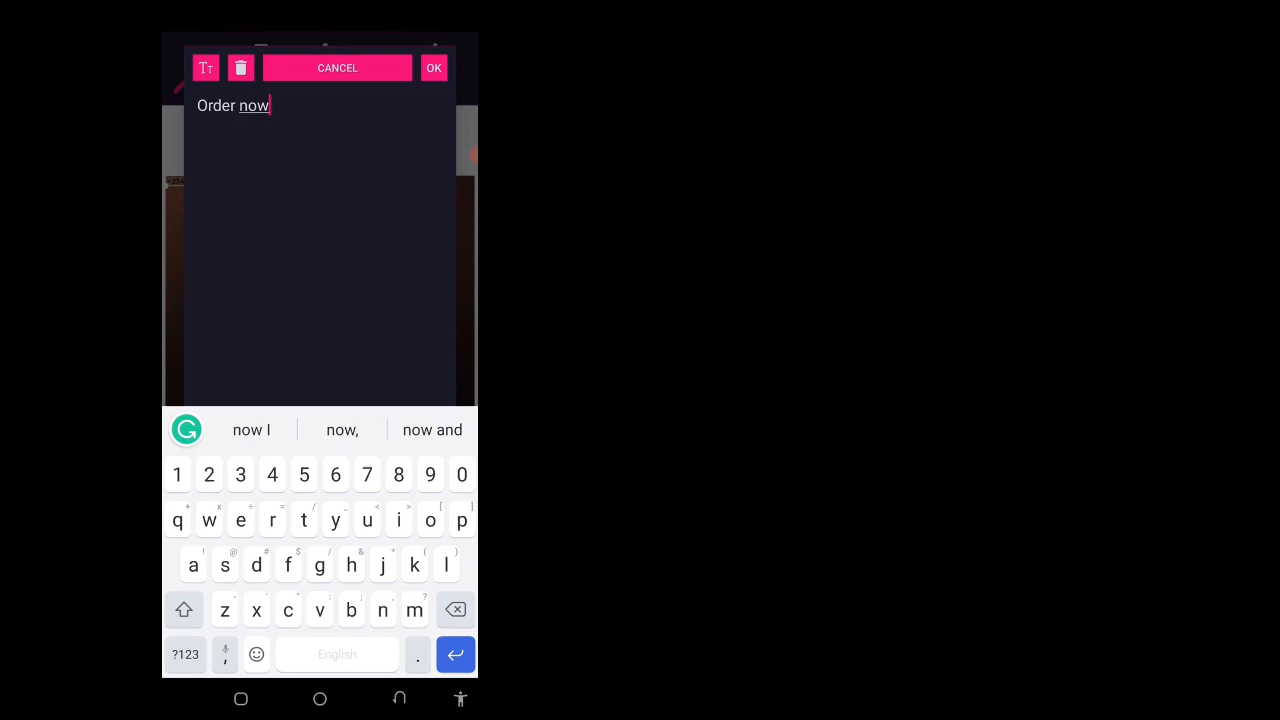 TT
CANCEL
OK
Order now
now I
now,
now and
1 2 3 4 5 6 7 8 9 0
q w e r t y u i o p
a s d f g h j k l
z x c v b n m
?123 , English .